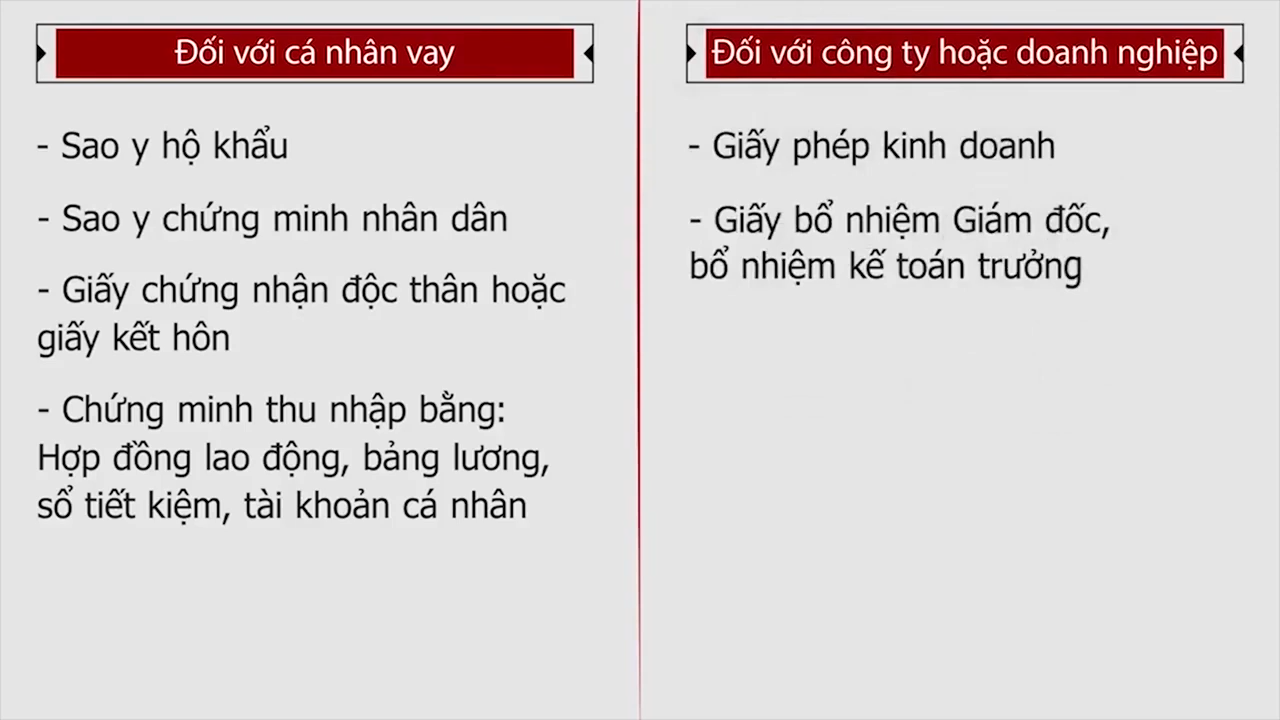 Đối với cá nhân vay
- Sao y hộ khẩu
- Sao y chứng minh nhân dân
- Giấy chứng nhận độc thân hoặc
giấy kết hôn
- Chứng minh thu nhập bằng:
Hợp đồng lao động, bảng lương,
sổ tiết kiệm, tài khoản cá nhân
Đối với công ty hoặc doanh nghiệp
- Giấy phép kinh doanh
- Giấy bổ nhiệm Giám đốc,
bổ nhiệm kế toán trưởng